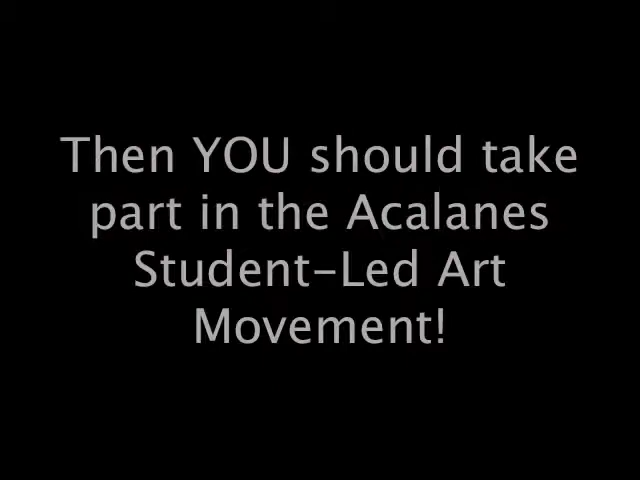 Then YOU should take
part in the Acalanes
Student-Led Art
Movement!